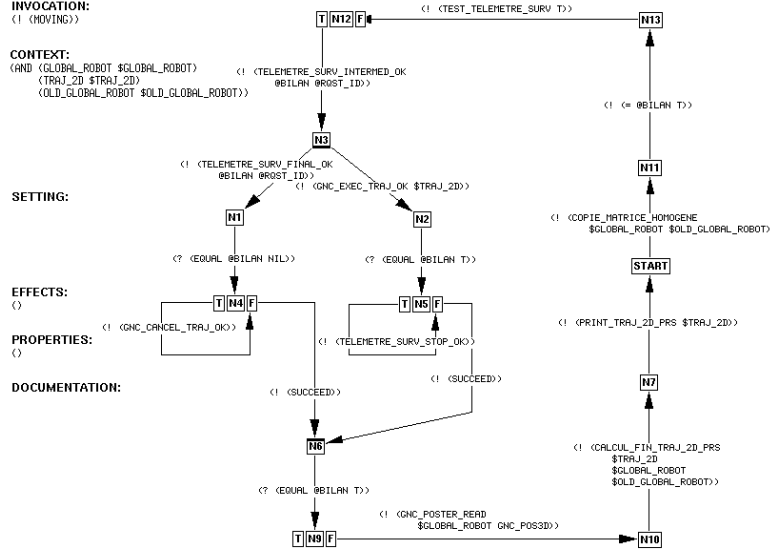 INVOCATION:
(! (MOVING))
CONTEXT:
(AND (GLOBAL_ROBOT $GLOBAL_ROBOT)
(TRAJ_2D $TRAJ_2D)
(OLD_GLOBAL_ROBOT $OLD_GLOBAL_ROBOT))
SETTING:
EFFECTS:
()
PROPERTIES:
()
DOCUMENTATION:
(! (TEST_TELEMETRE_SURV T))
T N12 F
N13
(! (TELEMETRE_SURV_INTERMED_OK
@BILAN @RQST_ID))
(! (= @BILAN T))
N3
(! (TELEMETRE_SURV_FINAL_OK
@BILAN @RQST_ID))
(! (GNC_EXEC_TRAJ_OK $TRAJ_2D))
N11
N1
N2
(! (COPIE_MATRICE_HOMOGENE
$GLOBAL_ROBOT $OLD_GLOBAL_ROBOT)
(? (EQUAL @BILAN NIL))
(? (EQUAL @BILAN T))
START
T N4 F
T N5 F
(! (GNC_CANCEL_TRAJ_OK))
(! (TELEMETRE_SURV_STOP_OK))
(! (PRINT_TRAJ_2D_PRS $TRAJ_2D))
(! (SUCCEED))
(! (SUCCEED))
N7
N6
(! (CALCUL_FIN_TRAJ_2D_PRS
$TRAJ_2D
$GLOBAL_ROBOT
$OLD_GLOBAL_ROBOT))
(? (EQUAL @BILAN T))
(! (GNC_POSTER_READ
$GLOBAL_ROBOT GNC_POS3D))
T N9 F
N10